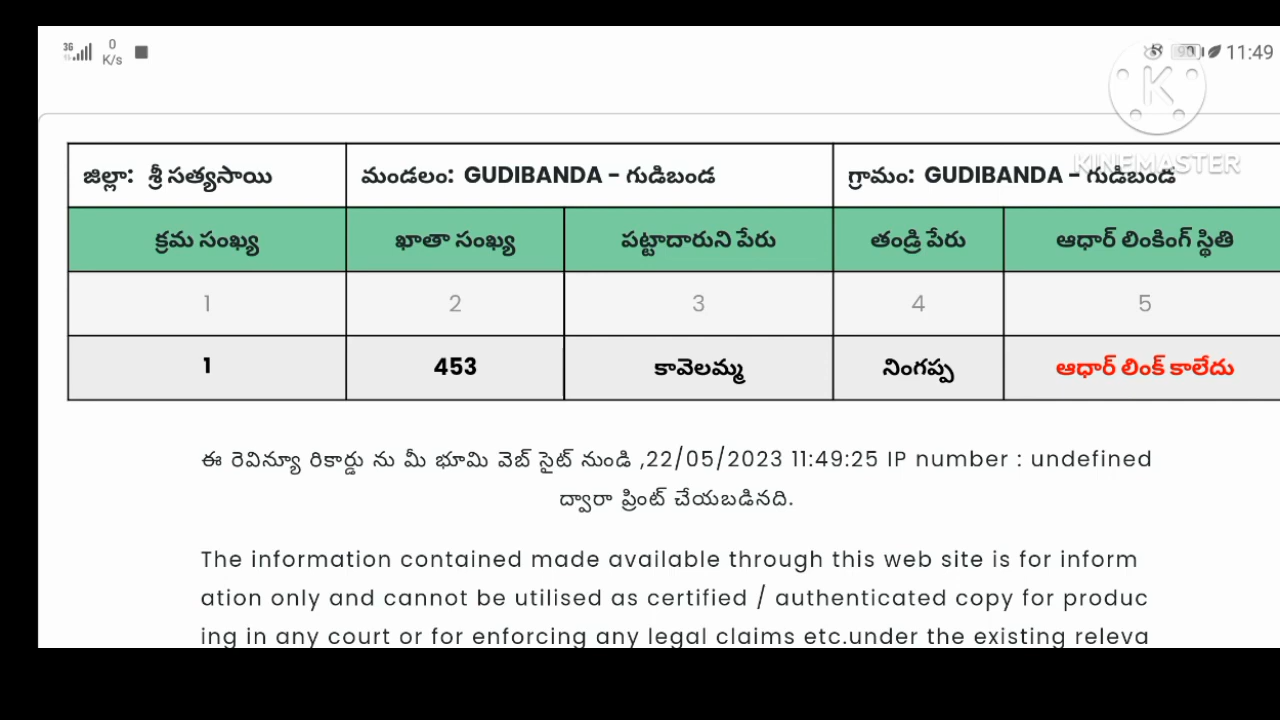 3G 0 K/s 90 11:49
KINEMASTER
జిల్లా: శ్రీ సత్యసాయి మండలం: GUDIBANDA - గుడిబండ గ్రామం: GUDIBANDA - గుడిబండ
క్రమ సంఖ్య ఖాతా సంఖ్య పట్టాదారుని పేరు తండ్రి పేరు ఆధార్ లింకింగ్ స్థితి
1 2 3 4 5
1 453 కావెలమ్మ నింగప్ప ఆధార్ లింక్ కాలేదు
ఈ రెవిన్యూ రికార్డు ను మీ భూమి వెబ్ సైట్ నుండి ,22/05/2023 11:49:25 IP number : undefined
ద్వారా ప్రింట్ చేయబడినది.
The information contained made available through this web site is for inform
ation only and cannot be utilised as certified / authenticated copy for produc
ing in any court or for enforcing any legal claims etc.under the existing releva